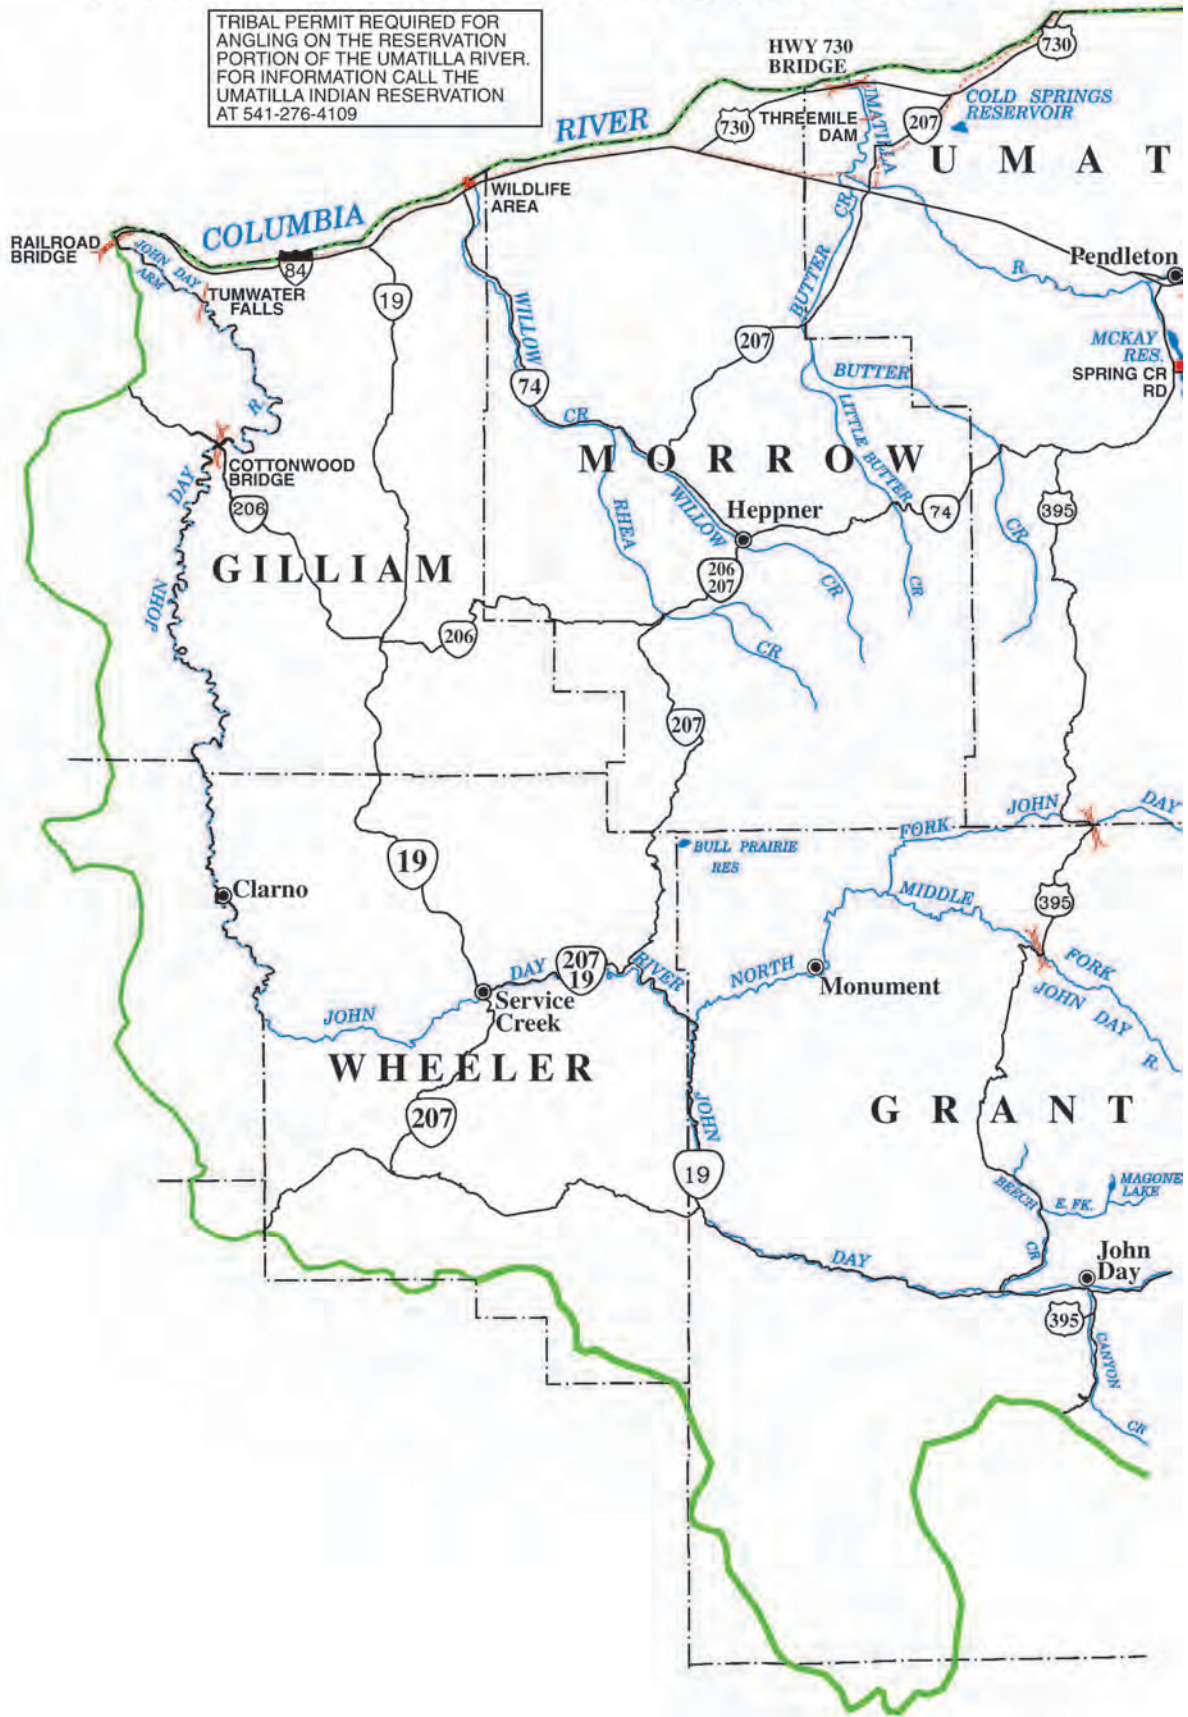 TRIBAL PERMIT REQUIRED FOR
ANGLING ON THE RESERVATION
PORTION OF THE UMATILLA RIVER.
FOR INFORMATION CALL THE
UMATILLA INDIAN RESERVATION
AT 541-276-4109
HWY 730
BRIDGE
730
COLD SPRINGS
RESERVOIR
RIVER
730
THREEMILE
DAM
UMATILLA
207
UMAT
WILDLIFE
AREA
COLUMBIA
RAILROAD
BRIDGE
JOHN DAY
ARM
84
TUMWATER
FALLS
19
WILLOW
BUTTER
CR
R.
Pendleton
207
MCKAY
RES.
SPRING CR
RD
BUTTER
74
CR
LITTLE BUTTER
R.
MORROW
COTTONWOOD
BRIDGE
DAY
206
RHEA
WILLOW
Heppner
74
395
CR
GILLIAM
206
207
CR
CR
JOHN
206
CR
207
JOHN
DAY
FORK
BULL PRAIRIE
RES
19
Clarno
MIDDLE
395
DAY
207
19
RIVER
NORTH
FORK
Monument
Service
Creek
JOHN
JOHN DAY
R.
WHEELER
207
JOHN
GRANT
19
BEECH
E. FK.
MAGONE
LAKE
CR
DAY
John
Day
395
CANYON
CR